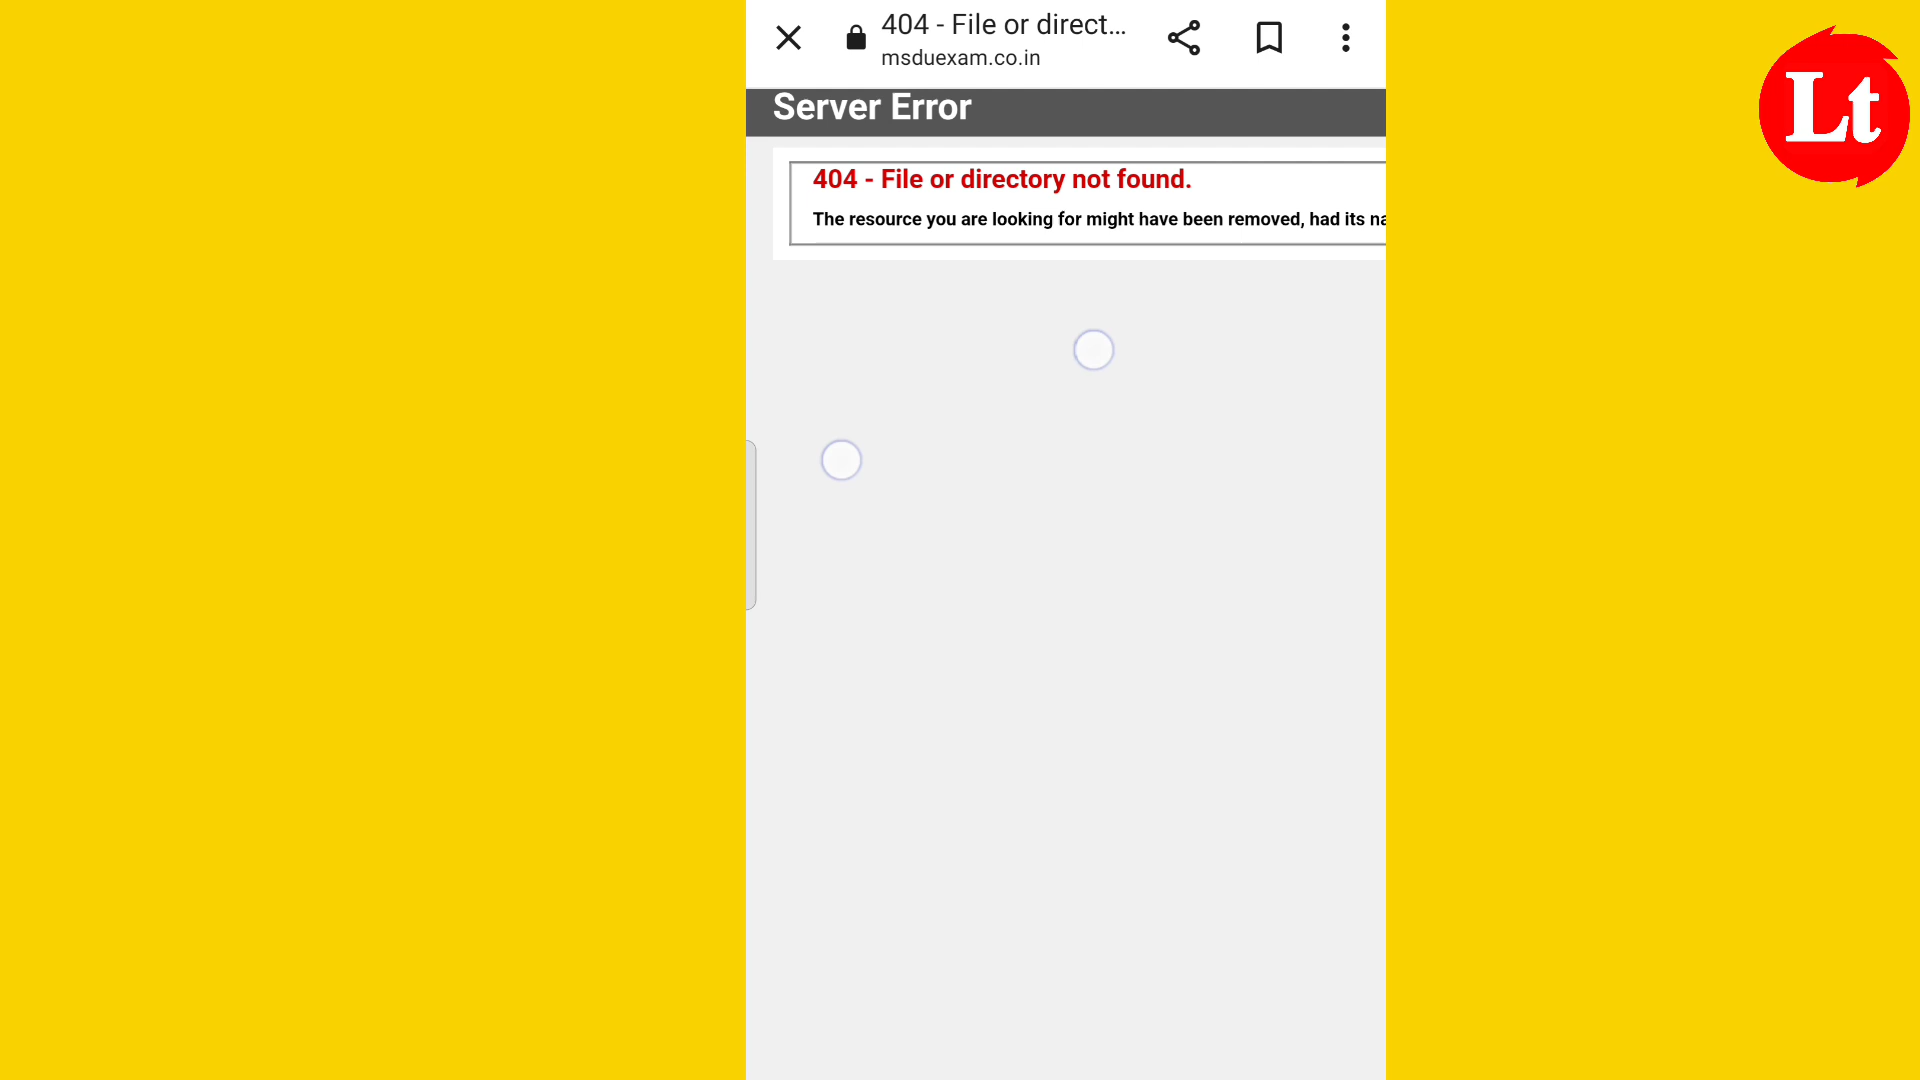 404 - File or direct...
msduexam.co.in
Lt
Server Error
404 - File or directory not found.
The resource you are looking for might have been removed, had its na